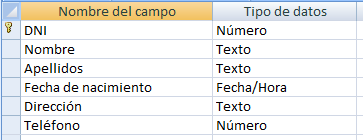 Nombre del campo Tipo de datos
DNI Número
Nombre Texto
Apellidos Texto
Fecha de nacimiento Fecha/Hora
Dirección Texto
Teléfono Número